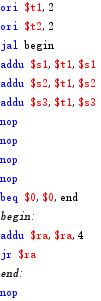 ori $t1,2
ori $t2,2
jal begin
addu $s1,$t1,$s1
addu $s2,$t1,$s2
addu $s3,$t1,$s3
nop
nop
nop
nop
beq $0,$0,end
begin:
addu $ra,$ra,4
jr $ra
end:
nop